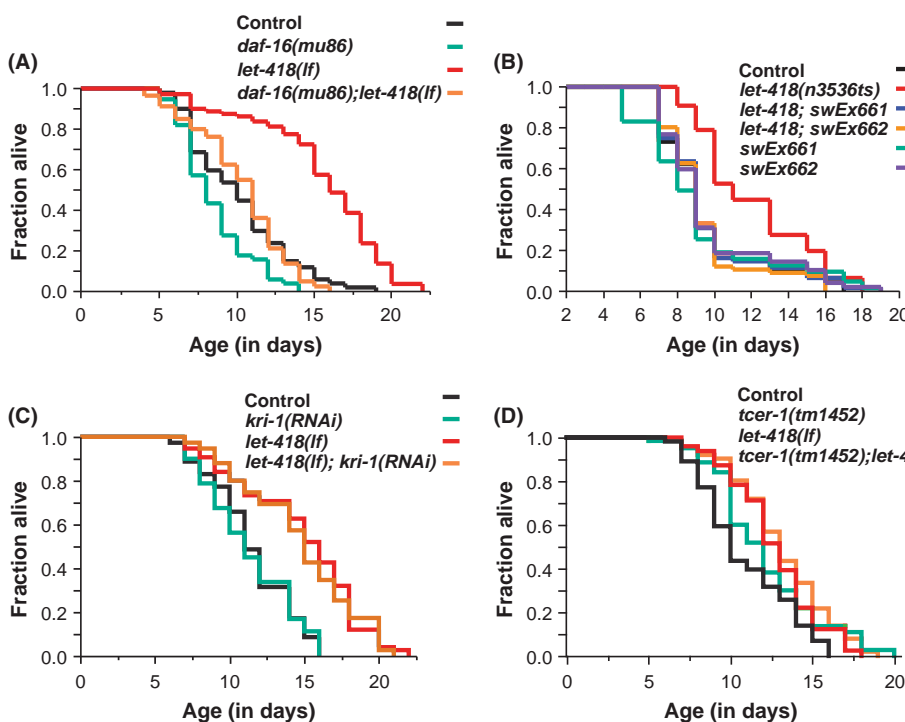 (A)
Control
daf-16(mu86)
let-418(lf)
daf-16(mu86);let-418(lf)
Fraction alive
1.0
0.8
0.6
0.4
0.2
0.0
0 5 10 15 20
Age (in days)
(B)
Control
let-418(n3536ts)
let-418; swEx661
let-418; swEx662
swEx661
swEx662
Fraction alive
1.0
0.8
0.6
0.4
0.2
0.0
2 4 6 8 10 12 14 16 18 20
Age (in days)
(C)
Control
kri-1(RNAi)
let-418(lf)
let-418(lf); kri-1(RNAi)
Fraction alive
1.0
0.8
0.6
0.4
0.2
0.0
0 5 10 15 20
Age (in days)
(D)
Control
tcer-1(tm1452)
let-418(lf)
tcer-1(tm1452);let-4
Fraction alive
1.0
0.8
0.6
0.4
0.2
0.0
0 5 10 15 20
Age (in days)